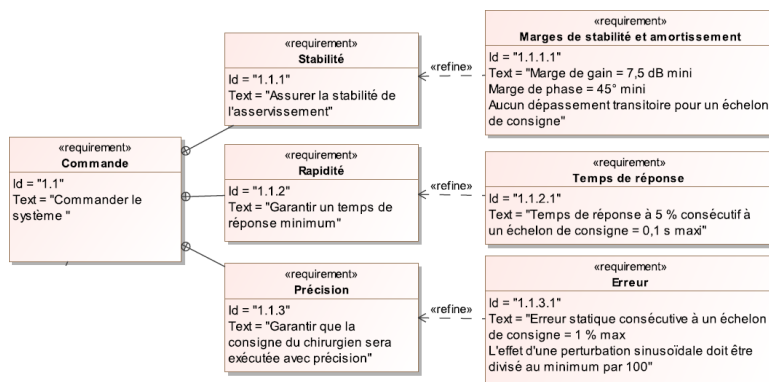 «requirement»
Commande
Id = "1.1"
Text = "Commander le
système "
«requirement»
Stabilité
Id = "1.1.1"
Text = "Assurer la stabilité de
l'asservissement"
«refine»
«requirement»
Marges de stabilité et amortissement
Id = "1.1.1.1"
Text = "Marge de gain = 7,5 dB mini
Marge de phase = 45° mini
Aucun dépassement transitoire pour un échelon
de consigne"
«requirement»
Rapidité
Id = "1.1.2"
Text = "Garantir un temps de
réponse minimum"
«refine»
«requirement»
Temps de réponse
Id = "1.1.2.1"
Text = "Temps de réponse à 5 % consécutif à
un échelon de consigne = 0,1 s maxi"
«requirement»
Précision
Id = "1.1.3"
Text = "Garantir que la
consigne du chirurgien sera
exécutée avec précision"
«refine»
«requirement»
Erreur
Id = "1.1.3.1"
Text = "Erreur statique consécutive à un échelon
de consigne = 1 % max
L'effet d'une perturbation sinusoïdale doit être
divisé au minimum par 100"